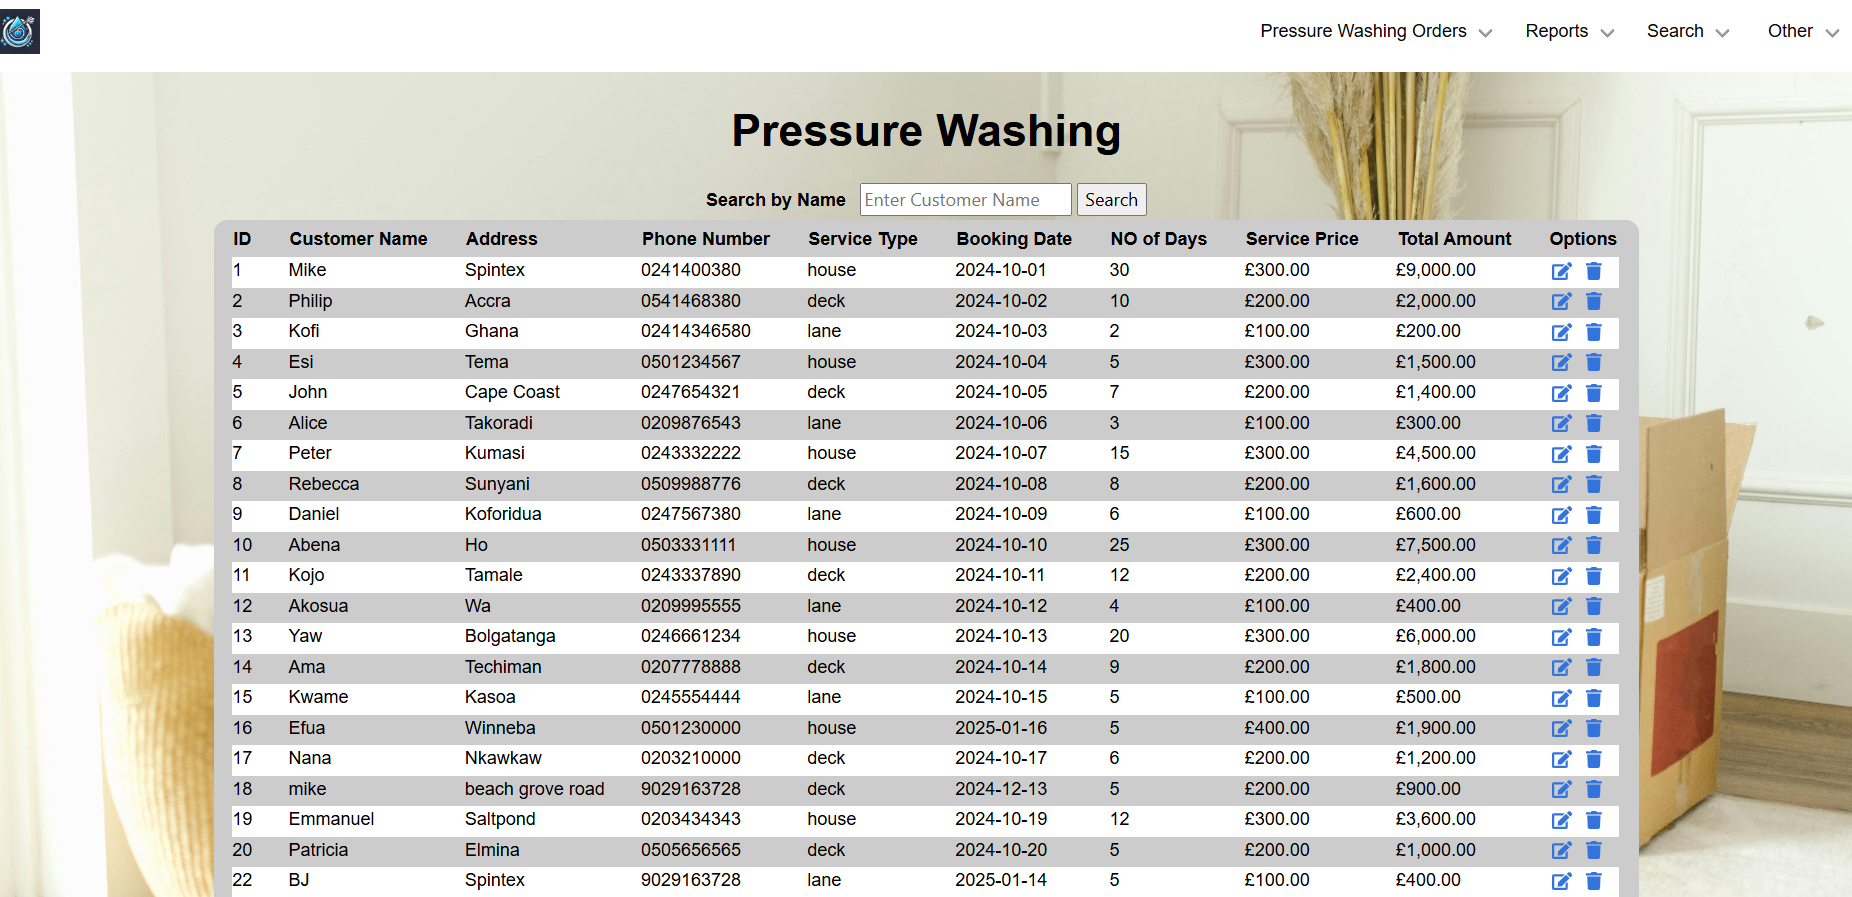 Pressure Washing Orders Reports Search Other
Pressure Washing
Search by Name Enter Customer Name Search
ID Customer Name Address Phone Number Service Type Booking Date NO of Days Service Price Total Amount Options
1 Mike Spintex 0241400380 house 2024-10-01 30 £300.00 £9,000.00
2 Philip Accra 0541468380 deck 2024-10-02 10 £200.00 £2,000.00
3 Kofi Ghana 02414346580 lane 2024-10-03 2 £100.00 £200.00
4 Esi Tema 0501234567 house 2024-10-04 5 £300.00 £1,500.00
5 John Cape Coast 0247654321 deck 2024-10-05 7 £200.00 £1,400.00
6 Alice Takoradi 0209876543 lane 2024-10-06 3 £100.00 £300.00
7 Peter Kumasi 0243332222 house 2024-10-07 15 £300.00 £4,500.00
8 Rebecca Sunyani 0509988776 deck 2024-10-08 8 £200.00 £1,600.00
9 Daniel Koforidua 0247567380 lane 2024-10-09 6 £100.00 £600.00
10 Abena Ho 0503331111 house 2024-10-10 25 £300.00 £7,500.00
11 Kojo Tamale 0243337890 deck 2024-10-11 12 £200.00 £2,400.00
12 Akosua Wa 0209995555 lane 2024-10-12 4 £100.00 £400.00
13 Yaw Bolgatanga 0246661234 house 2024-10-13 20 £300.00 £6,000.00
14 Ama Techiman 0207778888 deck 2024-10-14 9 £200.00 £1,800.00
15 Kwame Kasoa 0245554444 lane 2024-10-15 5 £100.00 £500.00
16 Efua Winneba 0501230000 house 2025-01-16 5 £400.00 £1,900.00
17 Nana Nkawkaw 0203210000 deck 2024-10-17 6 £200.00 £1,200.00
18 mike beach grove road 9029163728 deck 2024-12-13 5 £200.00 £900.00
19 Emmanuel Saltpond 0203434343 house 2024-10-19 12 £300.00 £3,600.00
20 Patricia Elmina 0505656565 deck 2024-10-20 5 £200.00 £1,000.00
22 BJ Spintex 9029163728 lane 2025-01-14 5 £100.00 £400.00